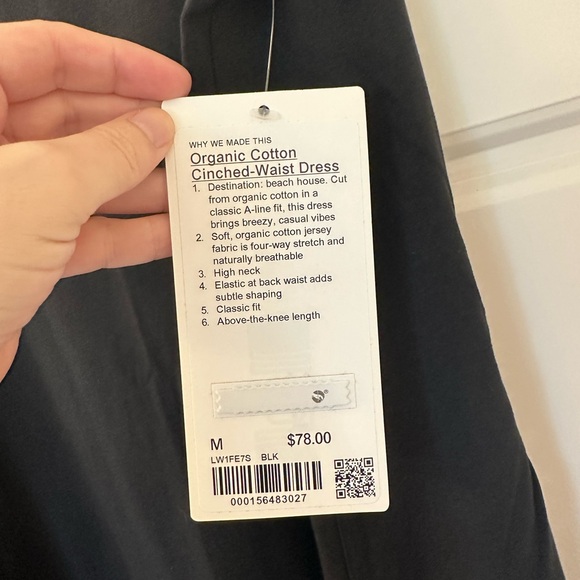 WHY WE MADE THIS
Organic Cotton
Cinched-Waist Dress
1. Destination: beach house. Cut
from organic cotton in a
classic A-line fit, this dress
brings breezy, casual vibes
2. Soft, organic cotton jersey
fabric is four-way stretch and
naturally breathable
3. High neck
4. Elastic at back waist adds
subtle shaping
5. Classic fit
6. Above-the-knee length
M $78.00
LW1FE7S BLK
000156483027